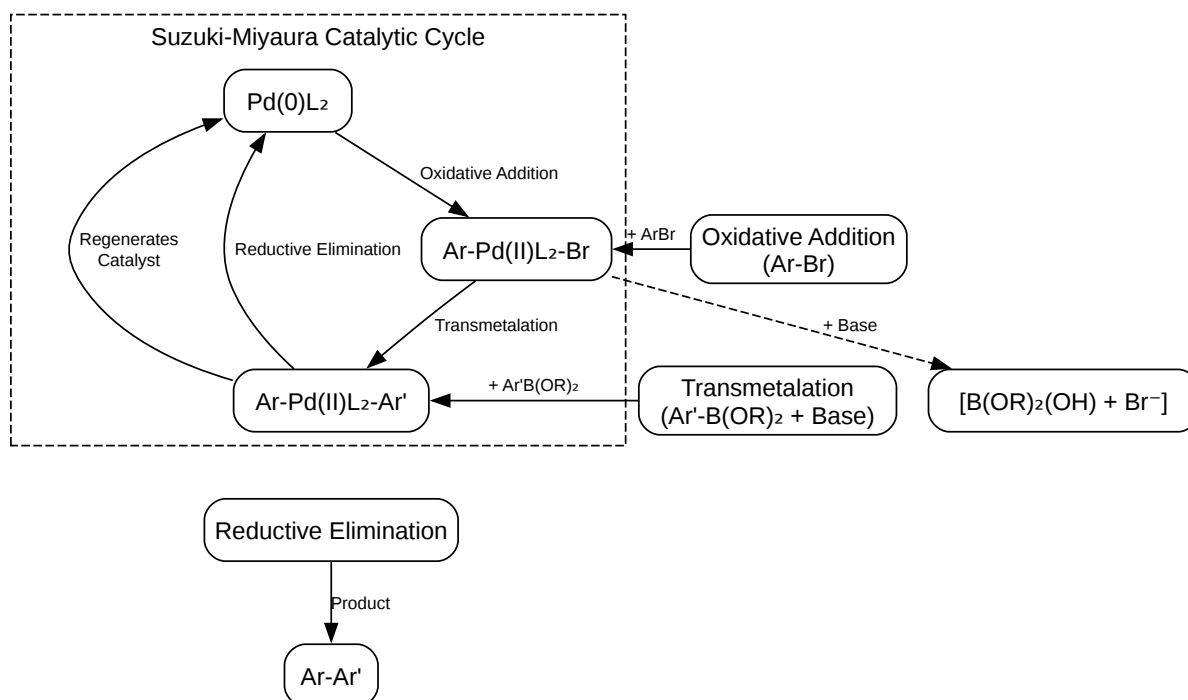 Suzuki-Miyaura Catalytic Cycle
Pd(0)L₂
Oxidative Addition
Regenerates
Catalyst
Reductive Elimination
Ar-Pd(II)L₂-Br
+ ArBr
Oxidative Addition
(Ar-Br)
Transmetalation
+ Base
Ar-Pd(II)L₂-Ar'
+ Ar'B(OR)₂
Transmetalation
(Ar'-B(OR)₂ + Base)
[B(OR)₂(OH) + Br⁻]
Reductive Elimination
Product
Ar-Ar'